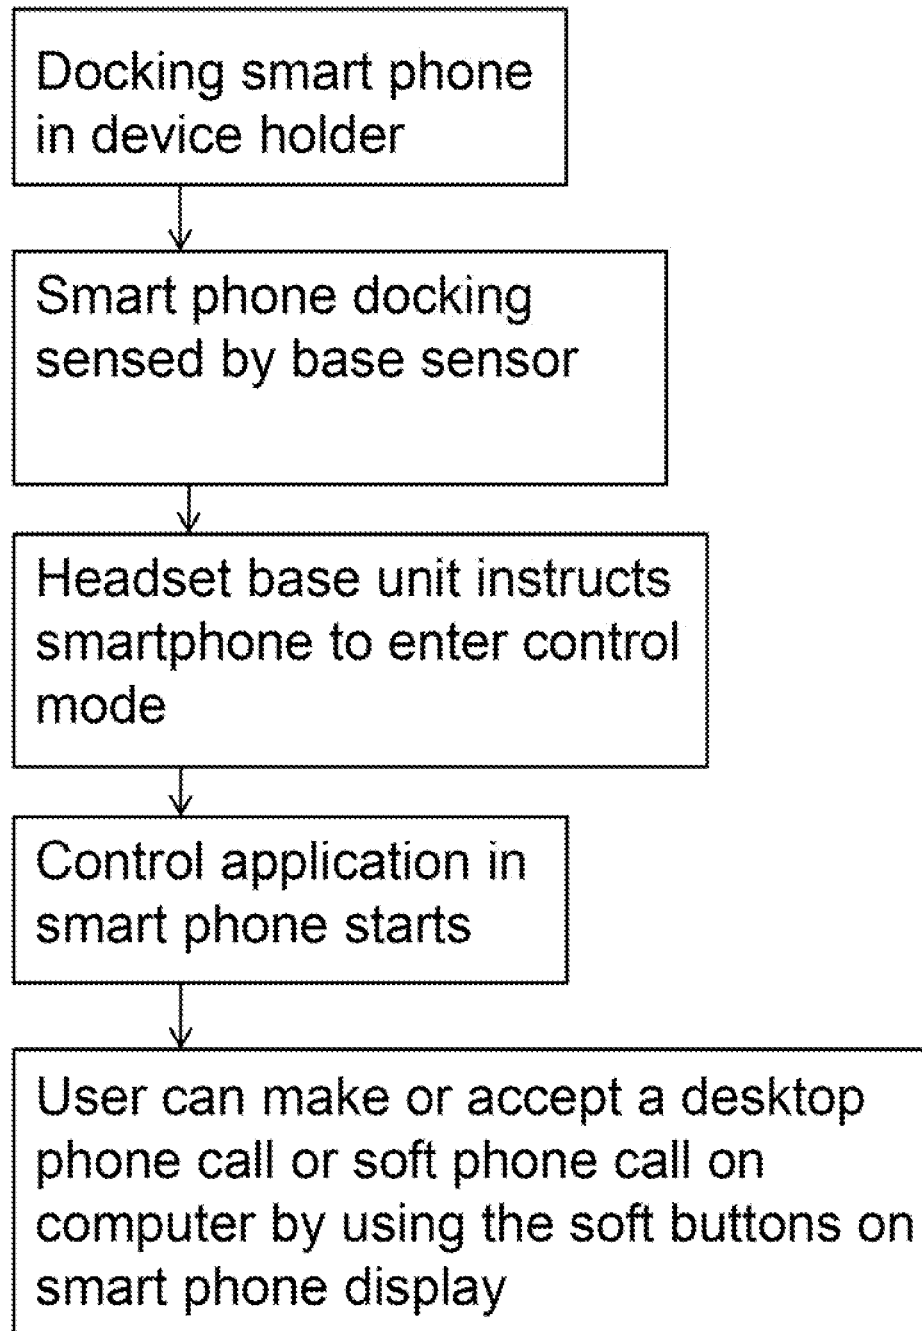 Docking smart phone
in device holder
Smart phone docking
sensed by base sensor
Headset base unit instructs
smartphone to enter control
mode
Control application in
smart phone starts
User can make or accept a desktop
phone call or soft phone call on
computer by using the soft buttons on
smart phone display